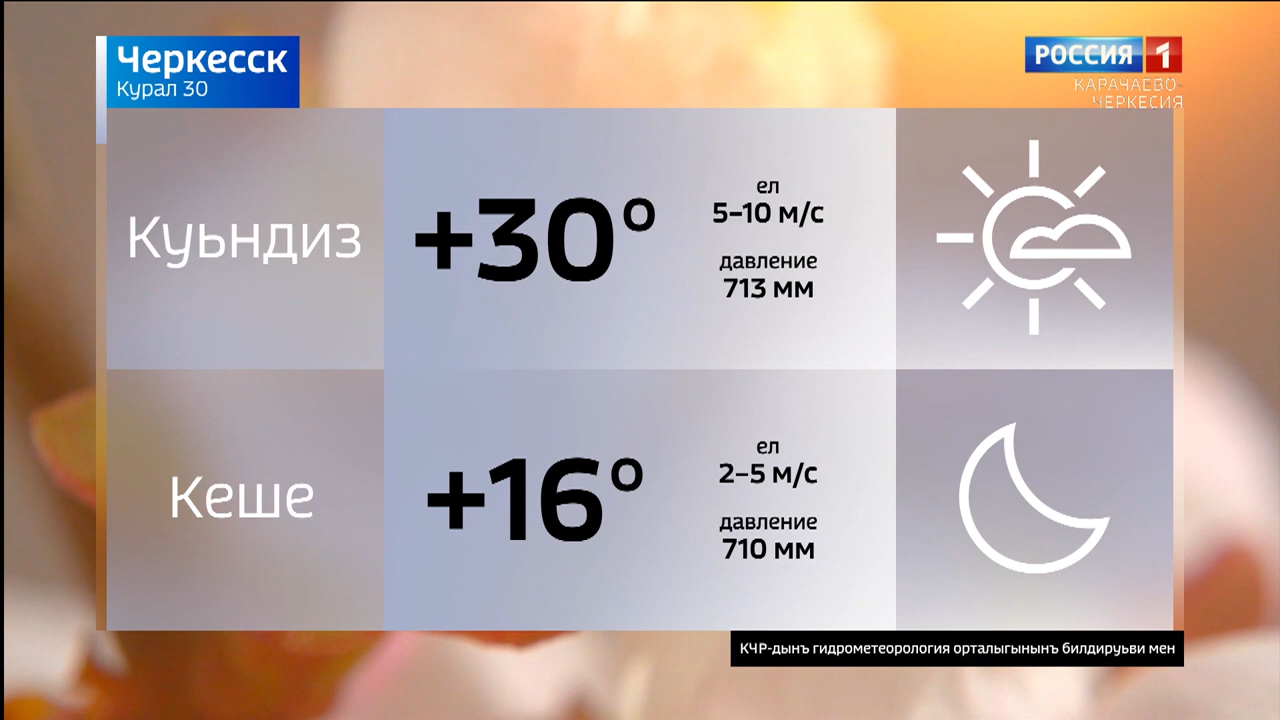 Черкесск
Курал 30
РОССИЯ 1
КАРАЧАЕВО-
ЧЕРКЕСИЯ
Куьндиз
+30°
ел
5-10 м/с
давление
713 мм
Кеше
+16°
ел
2-5 м/с
давление
710 мм
КЧР-дынъ гидрометеорология орталыгынынъ билдируьви мен